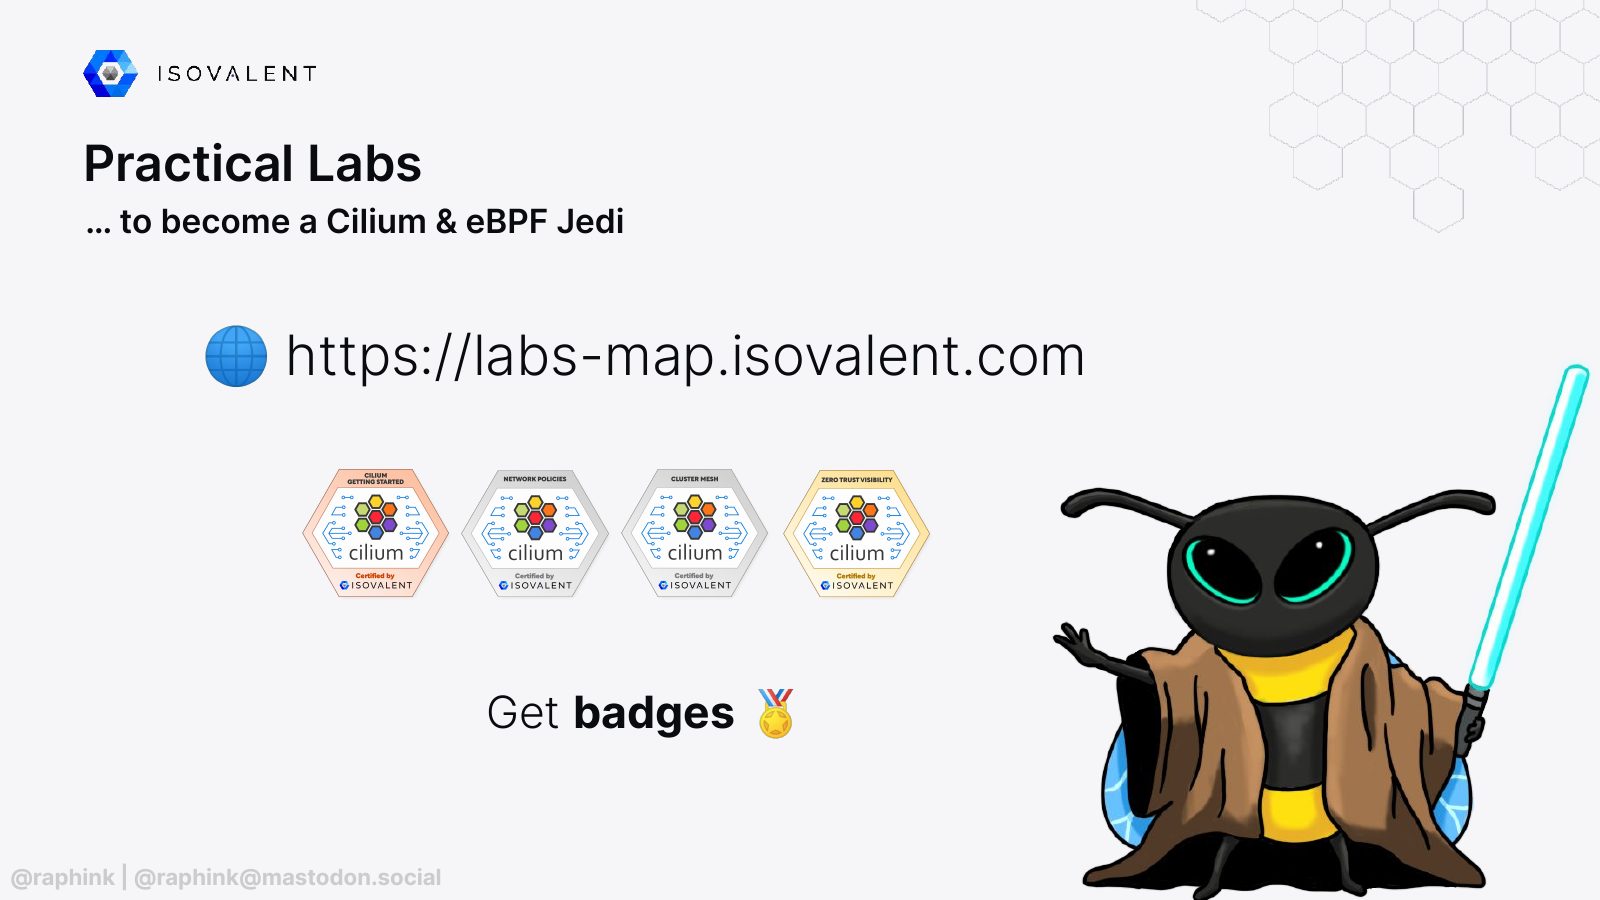 ISOVALENT
Practical Labs
... to become a Cilium & eBPF Jedi
https://labs-map.isovalent.com
CILIUM
GETTING STARTED
cilium
Certified by
ISOVALENT
NETWORK POLICIES
cilium
Certified by
ISOVALENT
CLUSTER MESH
cilium
Certified by
ISOVALENT
ZERO TRUST VISIBILITY
cilium
Certified by
ISOVALENT
Get badges 🏅
@raphink | @raphink@mastodon.social